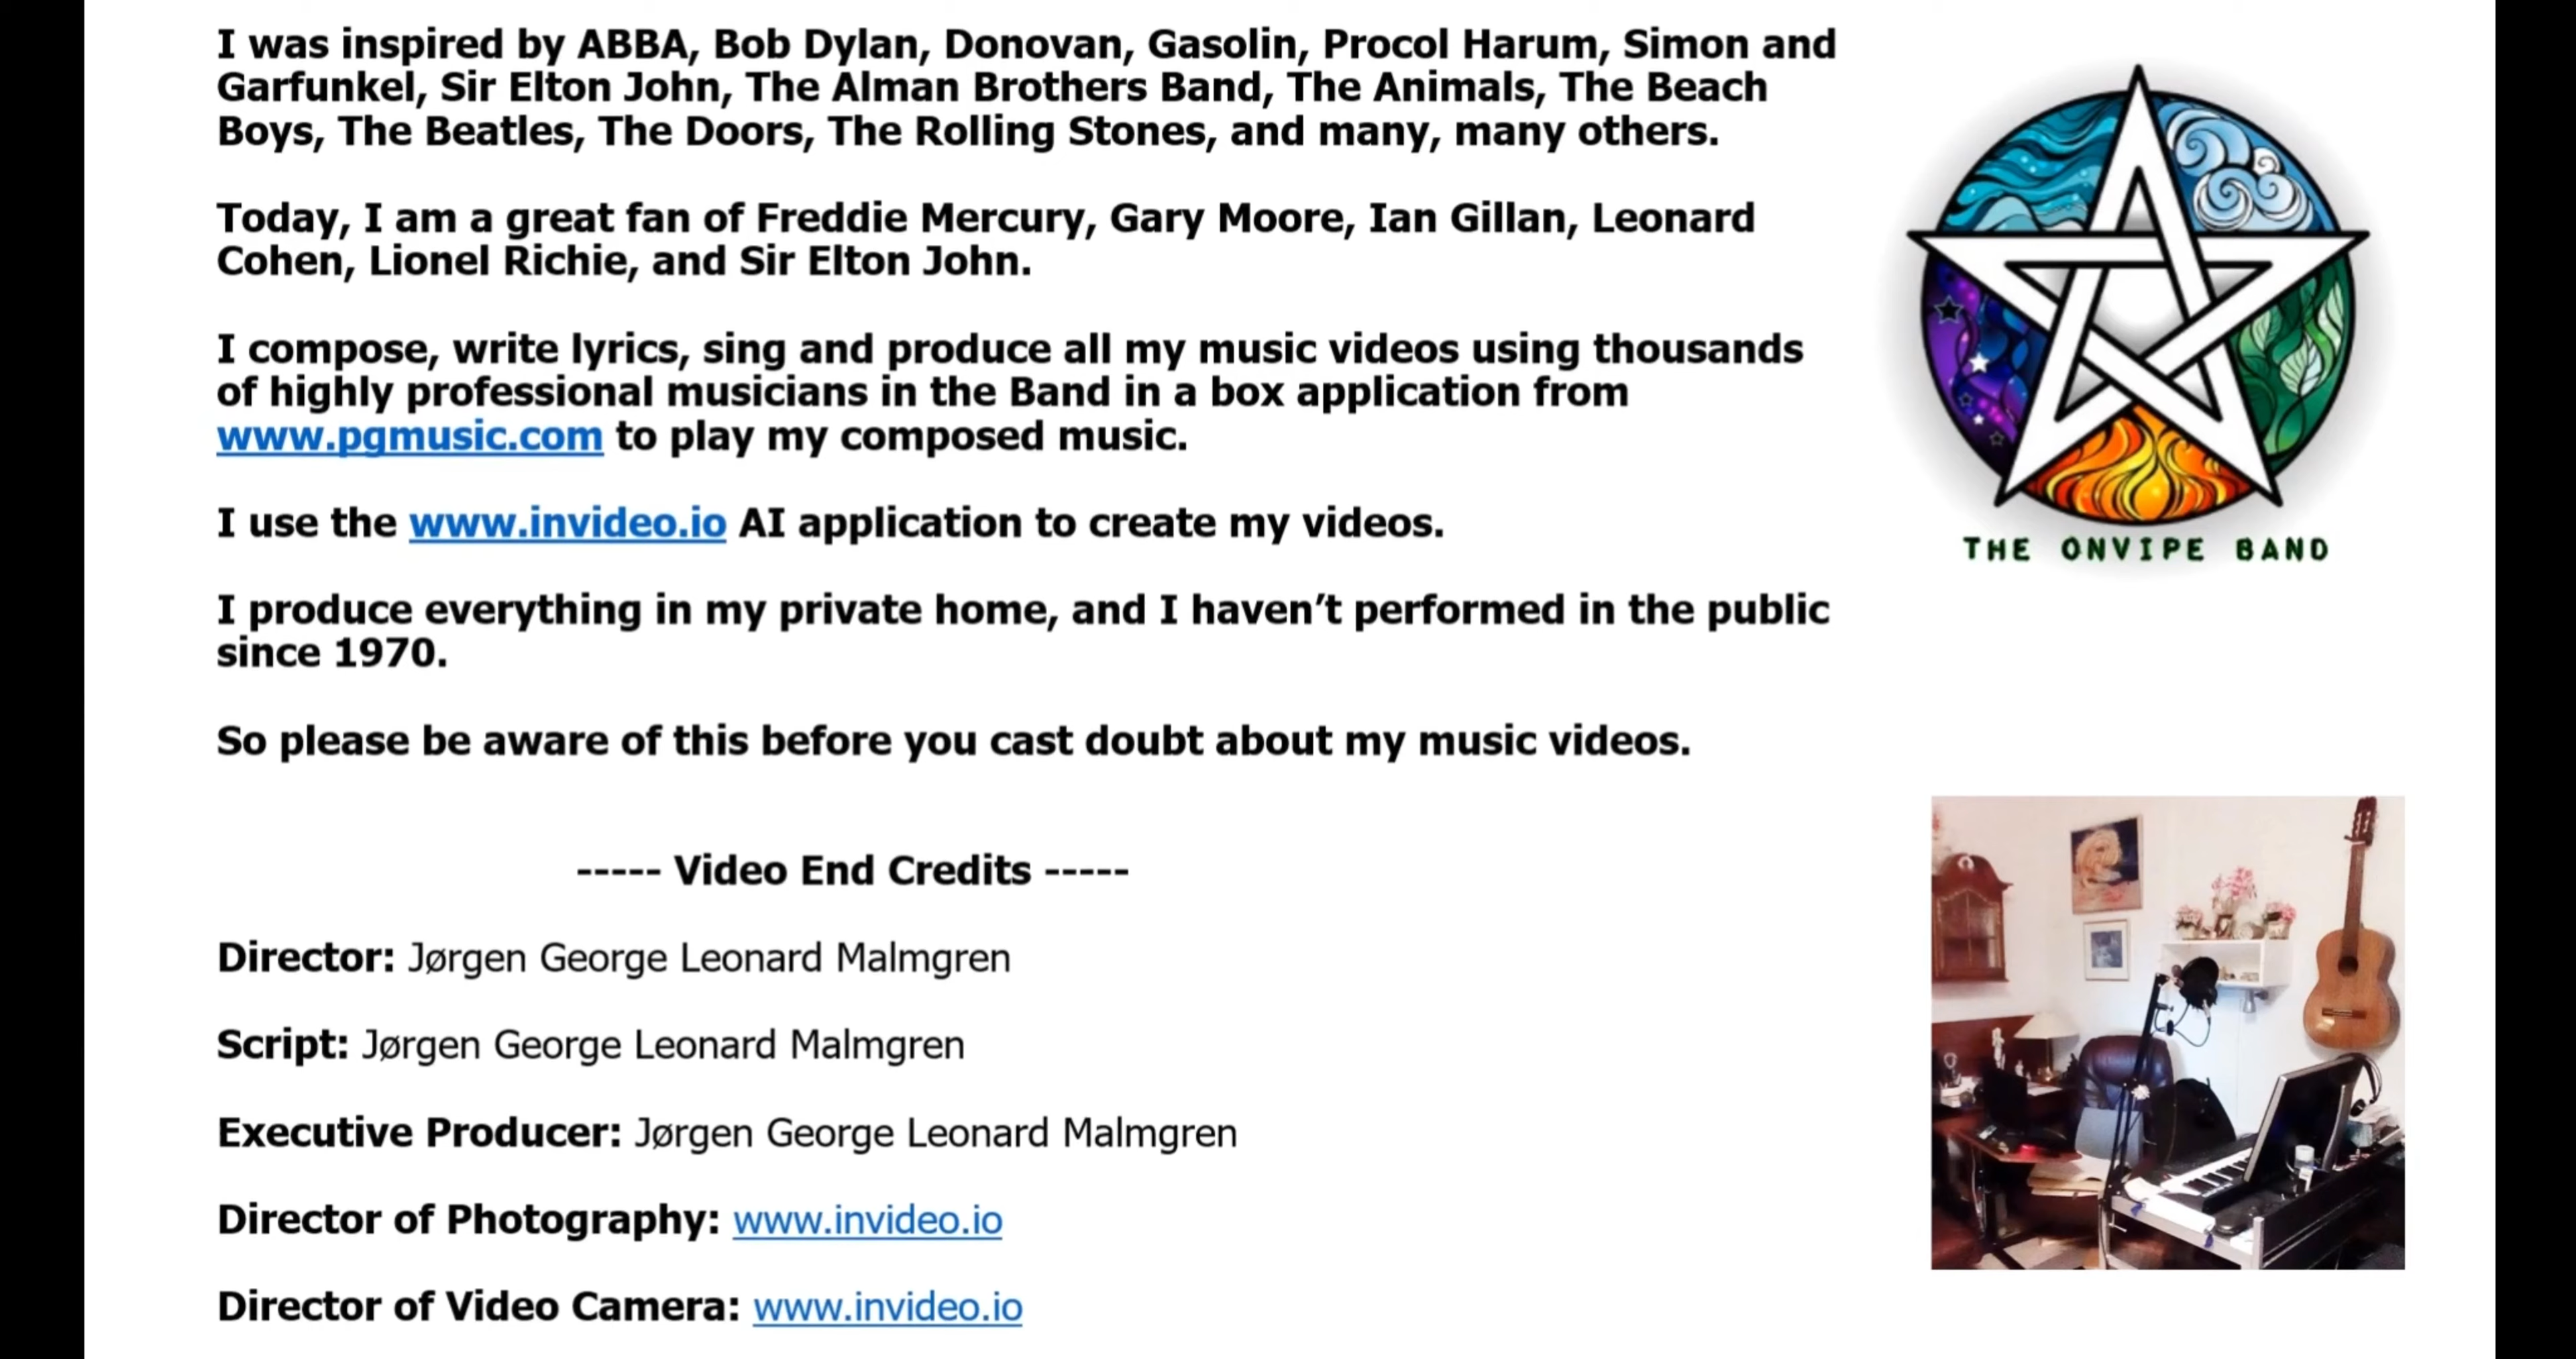 I was inspired by ABBA, Bob Dylan, Donovan, Gasolin, Procol Harum, Simon and
Garfunkel, Sir Elton John, The Alman Brothers Band, The Animals, The Beach
Boys, The Beatles, The Doors, The Rolling Stones, and many, many others.
Today, I am a great fan of Freddie Mercury, Gary Moore, Ian Gillan, Leonard
Cohen, Lionel Richie, and Sir Elton John.
I compose, write lyrics, sing and produce all my music videos using thousands
of highly professional musicians in the Band in a box application from
www.pgmusic.com to play my composed music.
I use the www.invideo.io AI application to create my videos.
I produce everything in my private home, and I haven’t performed in the public
since 1970.
So please be aware of this before you cast doubt about my music videos.
----- Video End Credits -----
Director: Jørgen George Leonard Malmgren
Script: Jørgen George Leonard Malmgren
Executive Producer: Jørgen George Leonard Malmgren
Director of Photography: www.invideo.io
Director of Video Camera: www.invideo.io
THE ONVIPE BAND